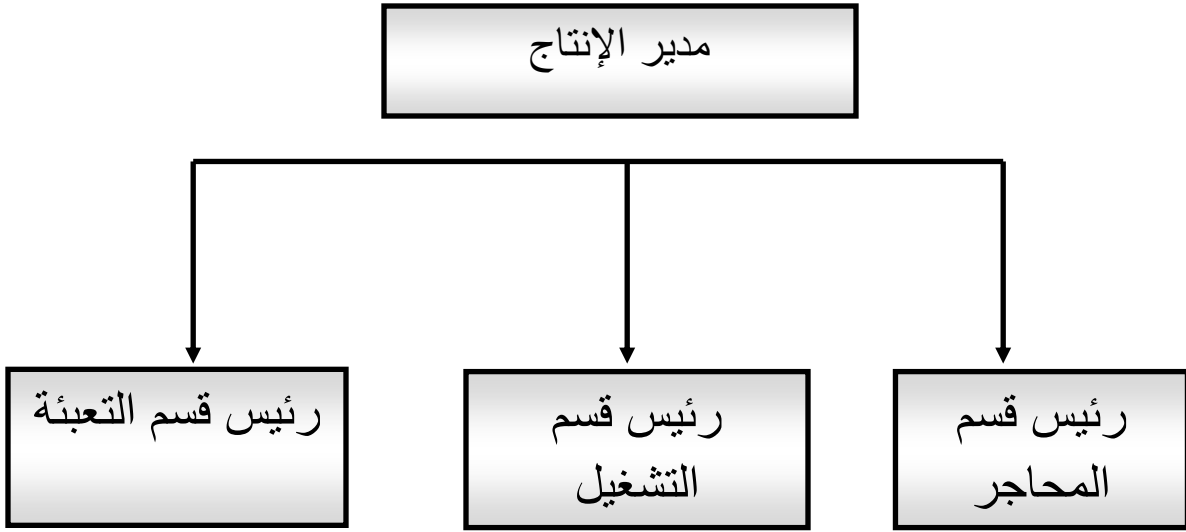 مدير الإنتاج
رئيس قسم
المحاجر
رئيس قسم
التشغيل
رئيس قسم التعبئة